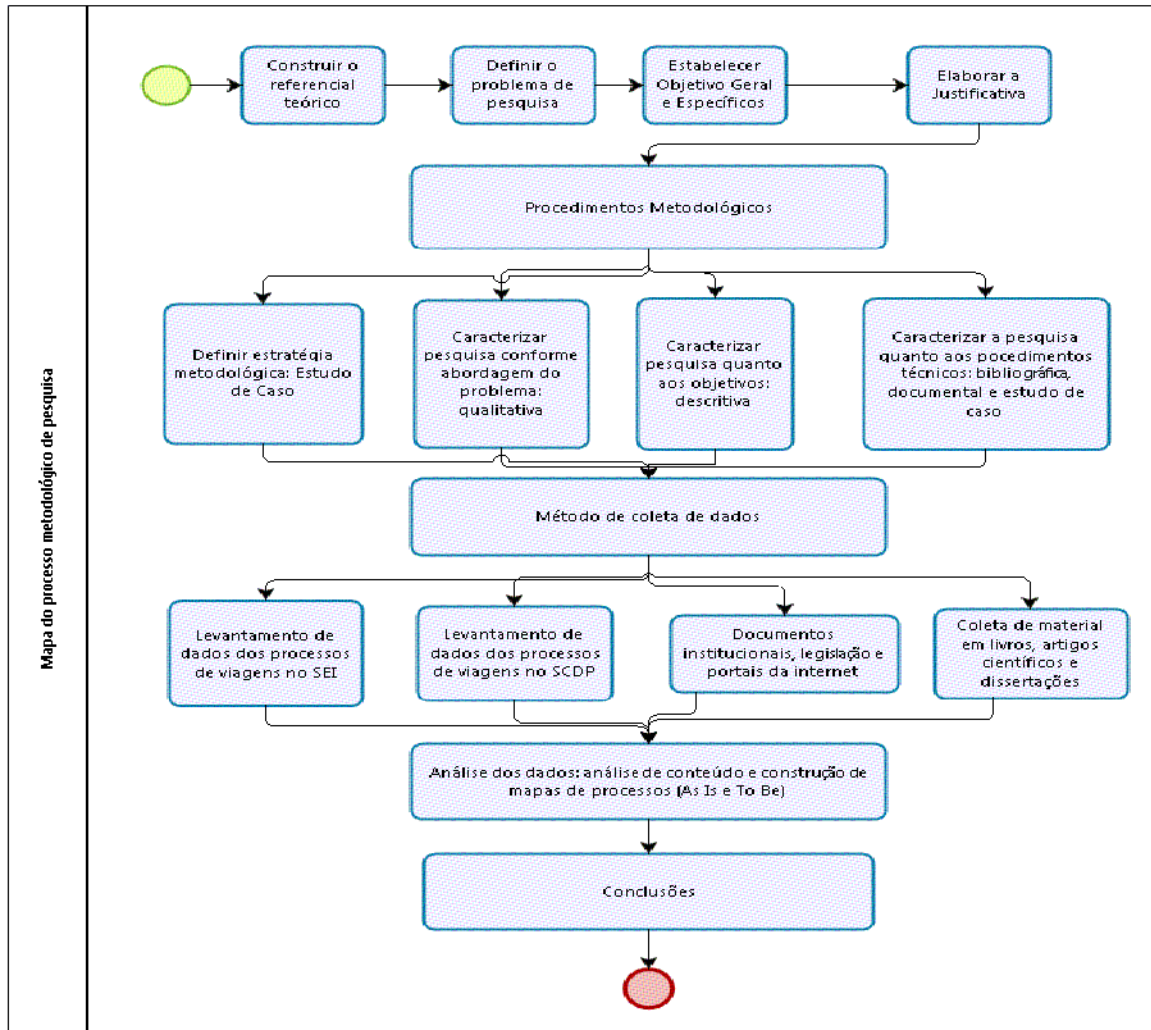 Mapa do processo metodológico de pesquisa
Construir o
referencial
teórico
Definir o
problema de
pesquisa
Estabelecer
Objetivo Geral
e Específicos
Elaborar a
Justificativa
Procedimentos Metodológicos
Definir estratégia
metodológica: Estudo
de Caso
Caracterizar
pesquisa conforme
abordagem do
problema:
qualitativa
Caracterizar
pesquisa quanto
aos objetivos:
descritiva
Caracterizar a pesquisa
quanto aos pocedimentos
técnicos: bibliográfica,
documental e estudo de
caso
Método de coleta de dados
Levantamento de
dados dos processos
de viagens no SEI
Levantamento de
dados dos processos
de viagens no SCDP
Documentos
institucionais, legislação e
portais da internet
Coleta de material
em livros, artigos
científicos e
dissertações
Análise dos dados: análise de conteúdo e construção de
mapas de processos (As Is e To Be)
Conclusões